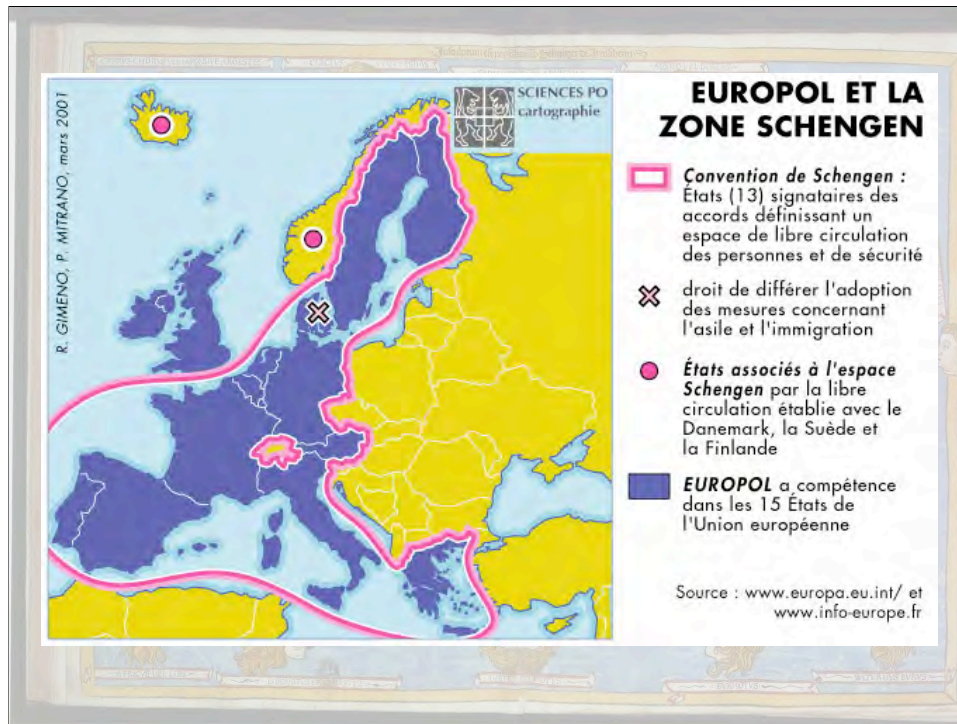 EUROPOL ET LA
ZONE SCHENGEN
SCIENCES PO
cartographie
R. GIMENO, P. MITRANO, mars 2001
Convention de Schengen :
États (13) signataires des
accords définissant un
espace de libre circulation
des personnes et de sécurité
droit de différer l'adoption
des mesures concernant
l'asile et l'immigration
États associés à l'espace
Schengen par la libre
circulation établie avec le
Danemark, la Suède et
la Finlande
EUROPOL a compétence
dans les 15 États de
l'Union européenne
Source : www.europa.eu.int/ et
www.info-europe.fr